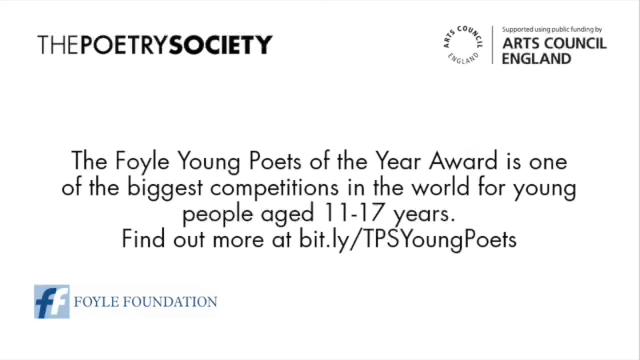 THEPOETRYSOCIETY
ARTS COUNCIL
ENGLAND
Supported using public funding by
ARTS COUNCIL
ENGLAND
The Foyle Young Poets of the Year Award is one
of the biggest competitions in the world for young
people aged 11-17 years.
Find out more at bit.ly/TPSYoungPoets
ff FOYLE FOUNDATION